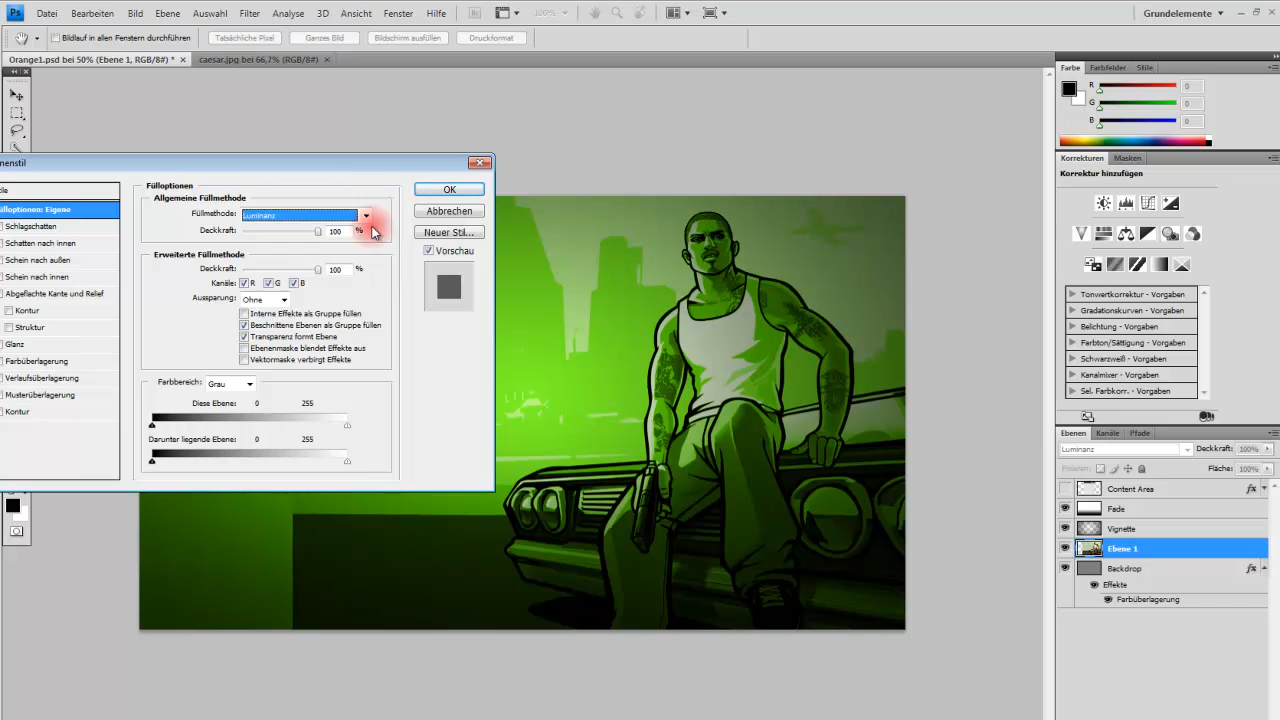 Ps Datei Bearbeiten Bild Ebene Auswahl Filter Analyse 3D Ansicht Fenster Hilfe 100% Grundelemente
Bildlauf in allen Fenstern durchführen Tatsächliche Pixel Ganzes Bild Bildschirm ausfüllen Druckformat
Orange1.psd bei 50% (Ebene 1, RGB/8#) * caesar.jpg bei 66,7% (RGB/8#)
Farbe Farbfelder Stile
R 0
G 0
B 0
Korrekturen Masken
Korrektur hinzufügen
Tonwertkorrektur - Vorgaben
Gradationskurven - Vorgaben
Belichtung - Vorgaben
Farbton/Sättigung - Vorgaben
Schwarzweiß - Vorgaben
Kanalmixer - Vorgaben
Sel. Farbkorr. - Vorgaben
Ebenen Kanäle Pfade
Luminanz Deckkraft: 100%
Fixieren: Fläche: 100%
Content Area fx
Fade
Vignette
Ebene 1
Backdrop fx
Effekte
Farbüberlagerung
nenstil
tile
ülloptionen: Eigene
Schlagschatten
Schatten nach innen
Schein nach außen
Schein nach innen
Abgeflachte Kante und Relief
Kontur
Struktur
Glanz
Farbüberlagerung
Verlaufsüberlagerung
Musterüberlagerung
Kontur
Fülloptionen
Allgemeine Füllmethode
Füllmethode: Luminanz
Deckkraft: 100 %
Erweiterte Füllmethode
Deckkraft: 100 %
Kanäle: R G B
Aussparung: Ohne
Interne Effekte als Gruppe füllen
Beschnittene Ebenen als Gruppe füllen
Transparenz formt Ebene
Ebenenmaske blendet Effekte aus
Vektormaske verbirgt Effekte
Farbbereich: Grau
Diese Ebene: 0 255
Darunter liegende Ebene: 0 255
OK
Abbrechen
Neuer Stil...
Vorschau